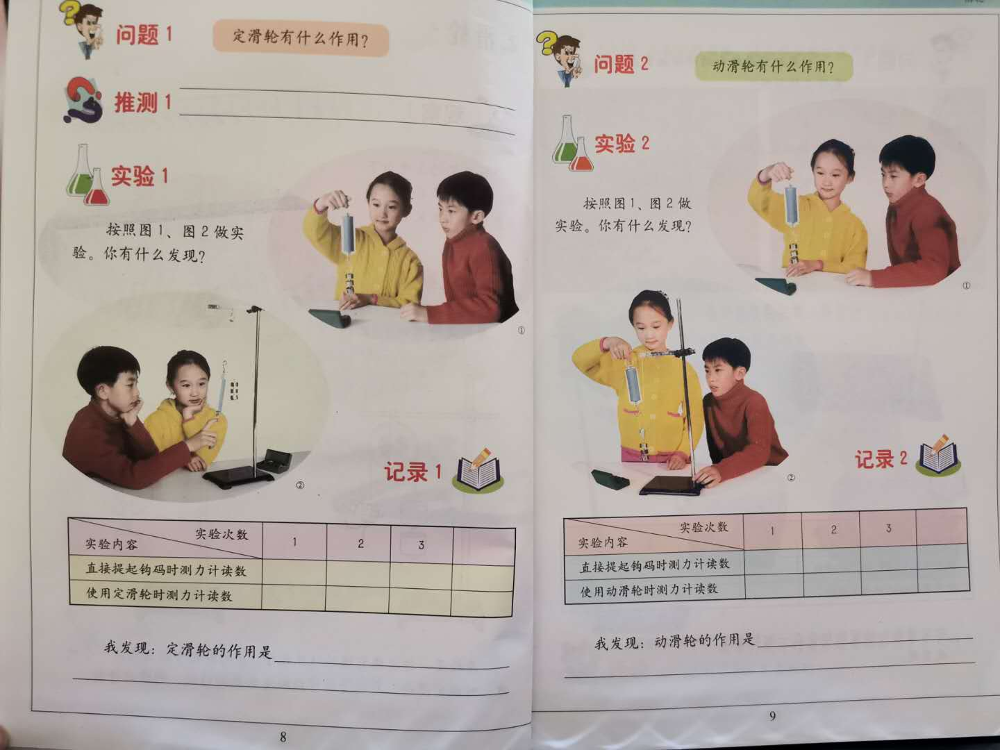 问题 1
定滑轮有什么作用?
推测 1
实验 1
按照图 1、图 2 做实
验。你有什么发现?
①
②
记录 1
实验次数
实验内容
1 2 3
直接提起钩码时测力计读数
使用定滑轮时测力计读数
我发现: 定滑轮的作用是
8
问题 2
动滑轮有什么作用?
实验 2
按照图 1、图 2 做
实验。你有什么发现?
①
②
记录 2
实验次数
实验内容
1 2 3
直接提起钩码时测力计读数
使用动滑轮时测力计读数
我发现: 动滑轮的作用是
9